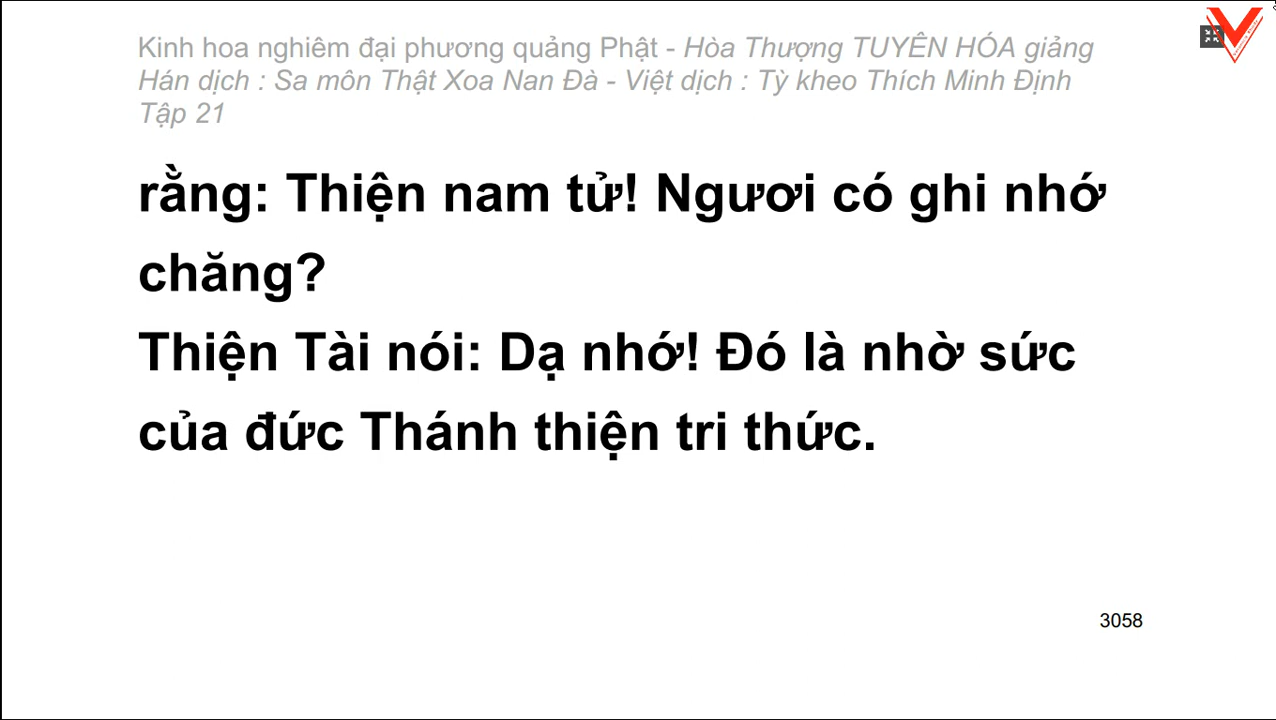 Kinh hoa nghiêm đại phương quảng Phật - Hòa Thượng TUYÊN HÓA giảng
Hán dịch : Sa môn Thật Xoa Nan Đà - Việt dịch : Tỳ kheo Thích Minh Định
Tập 21
rằng: Thiện nam tử! Ngươi có ghi nhớ
chăng?
Thiện Tài nói: Dạ nhớ! Đó là nhờ sức
của đức Thánh thiện tri thức.
3058